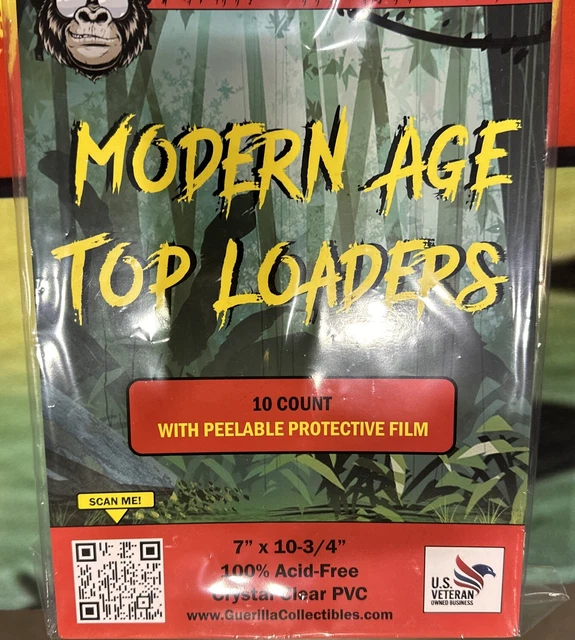 MODERN AGE
TOP LOADERS
10 COUNT
WITH PEELABLE PROTECTIVE FILM
SCAN ME!
7” x 10-3/4”
100% Acid-Free
Crystal Clear PVC
www.GuerillaCollectibles.com
U.S.
VETERAN
OWNED BUSINESS